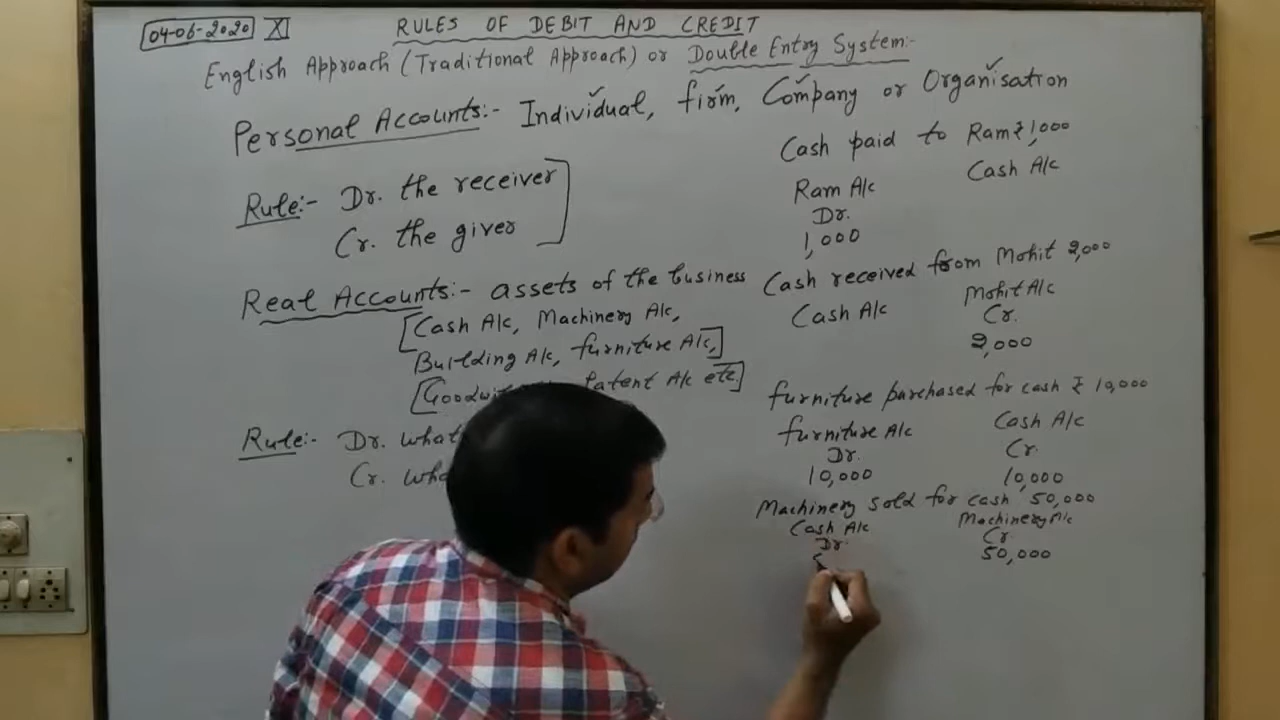 04-06-2020 XI
RULES OF DEBIT AND CREDIT
English Approach (Traditional Approach) or Double Entry System:-
Personal Accounts:- Individual, firm, Company or Organisation
Rule:- Dr. the receiver
Cr. the giver
Real Accounts:- assets of the business
[Cash A/c, Machinery A/c,
Building A/c, furniture A/c,]
Patent A/c etc.]
Rule:- Dr. what
Cr.
Cash paid to Ram ₹ 1,000
Ram A/c Cash A/c
Dr.
1,000
Cash received from Mohit 2,000
Cash A/c Mohit A/c
Cr.
2,000
furniture purchased for cash ₹ 10,000
furniture A/c Cash A/c
Dr. Cr.
10,000 10,000
Machinery sold for cash 50,000
Cash A/c Machinery A/c
Dr. Cr.
50,000